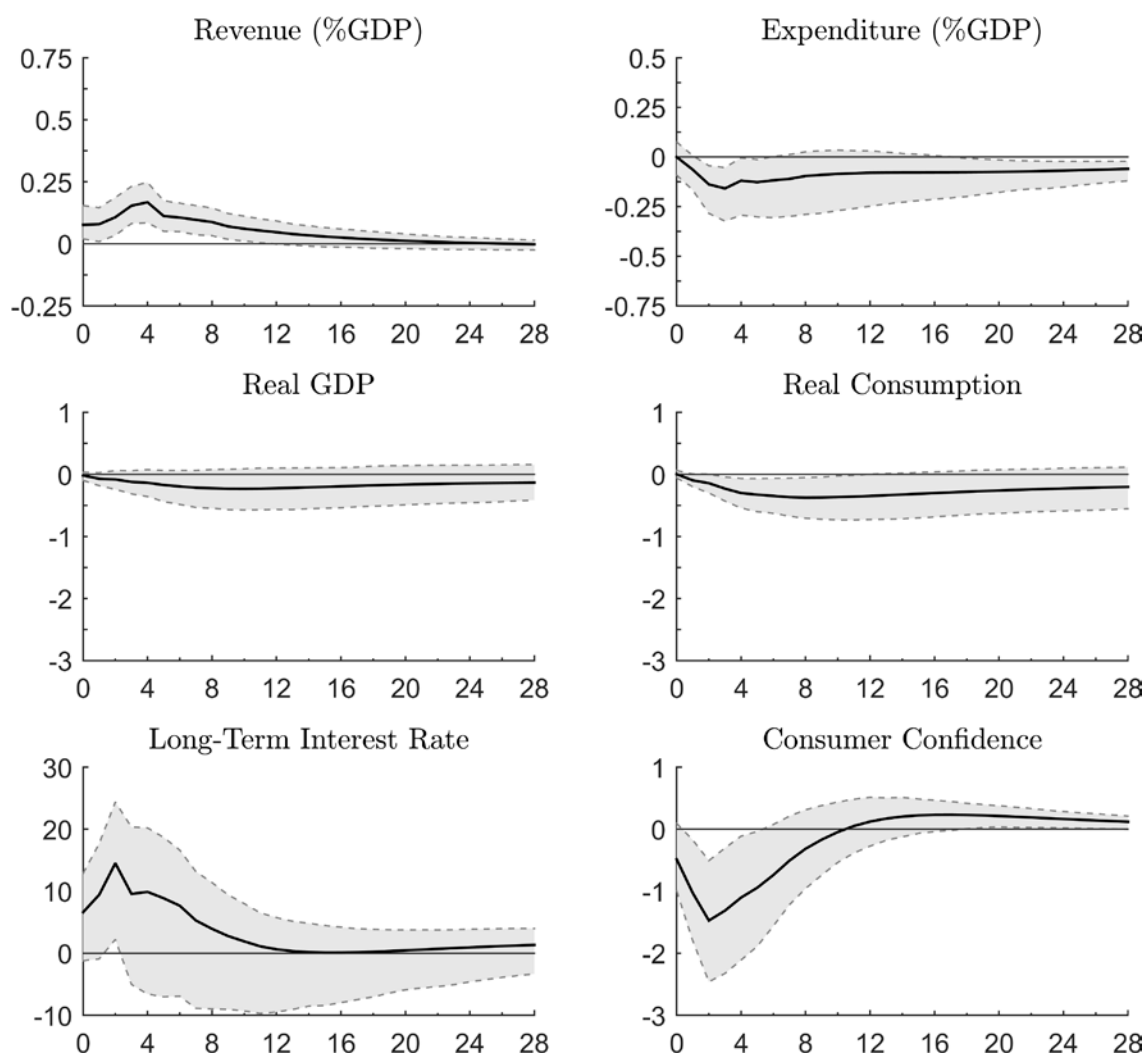 Revenue (%GDP)
0.75
0.5
0.25
0
-0.25
0 4 8 12 16 20 24 28
Expenditure (%GDP)
0.5
0.25
0
-0.25
-0.5
-0.75
0 4 8 12 16 20 24 28
Real GDP
1
0
-1
-2
-3
0 4 8 12 16 20 24 28
Real Consumption
1
0
-1
-2
-3
0 4 8 12 16 20 24 28
Long-Term Interest Rate
30
20
10
0
-10
0 4 8 12 16 20 24 28
Consumer Confidence
1
0
-1
-2
-3
0 4 8 12 16 20 24 28